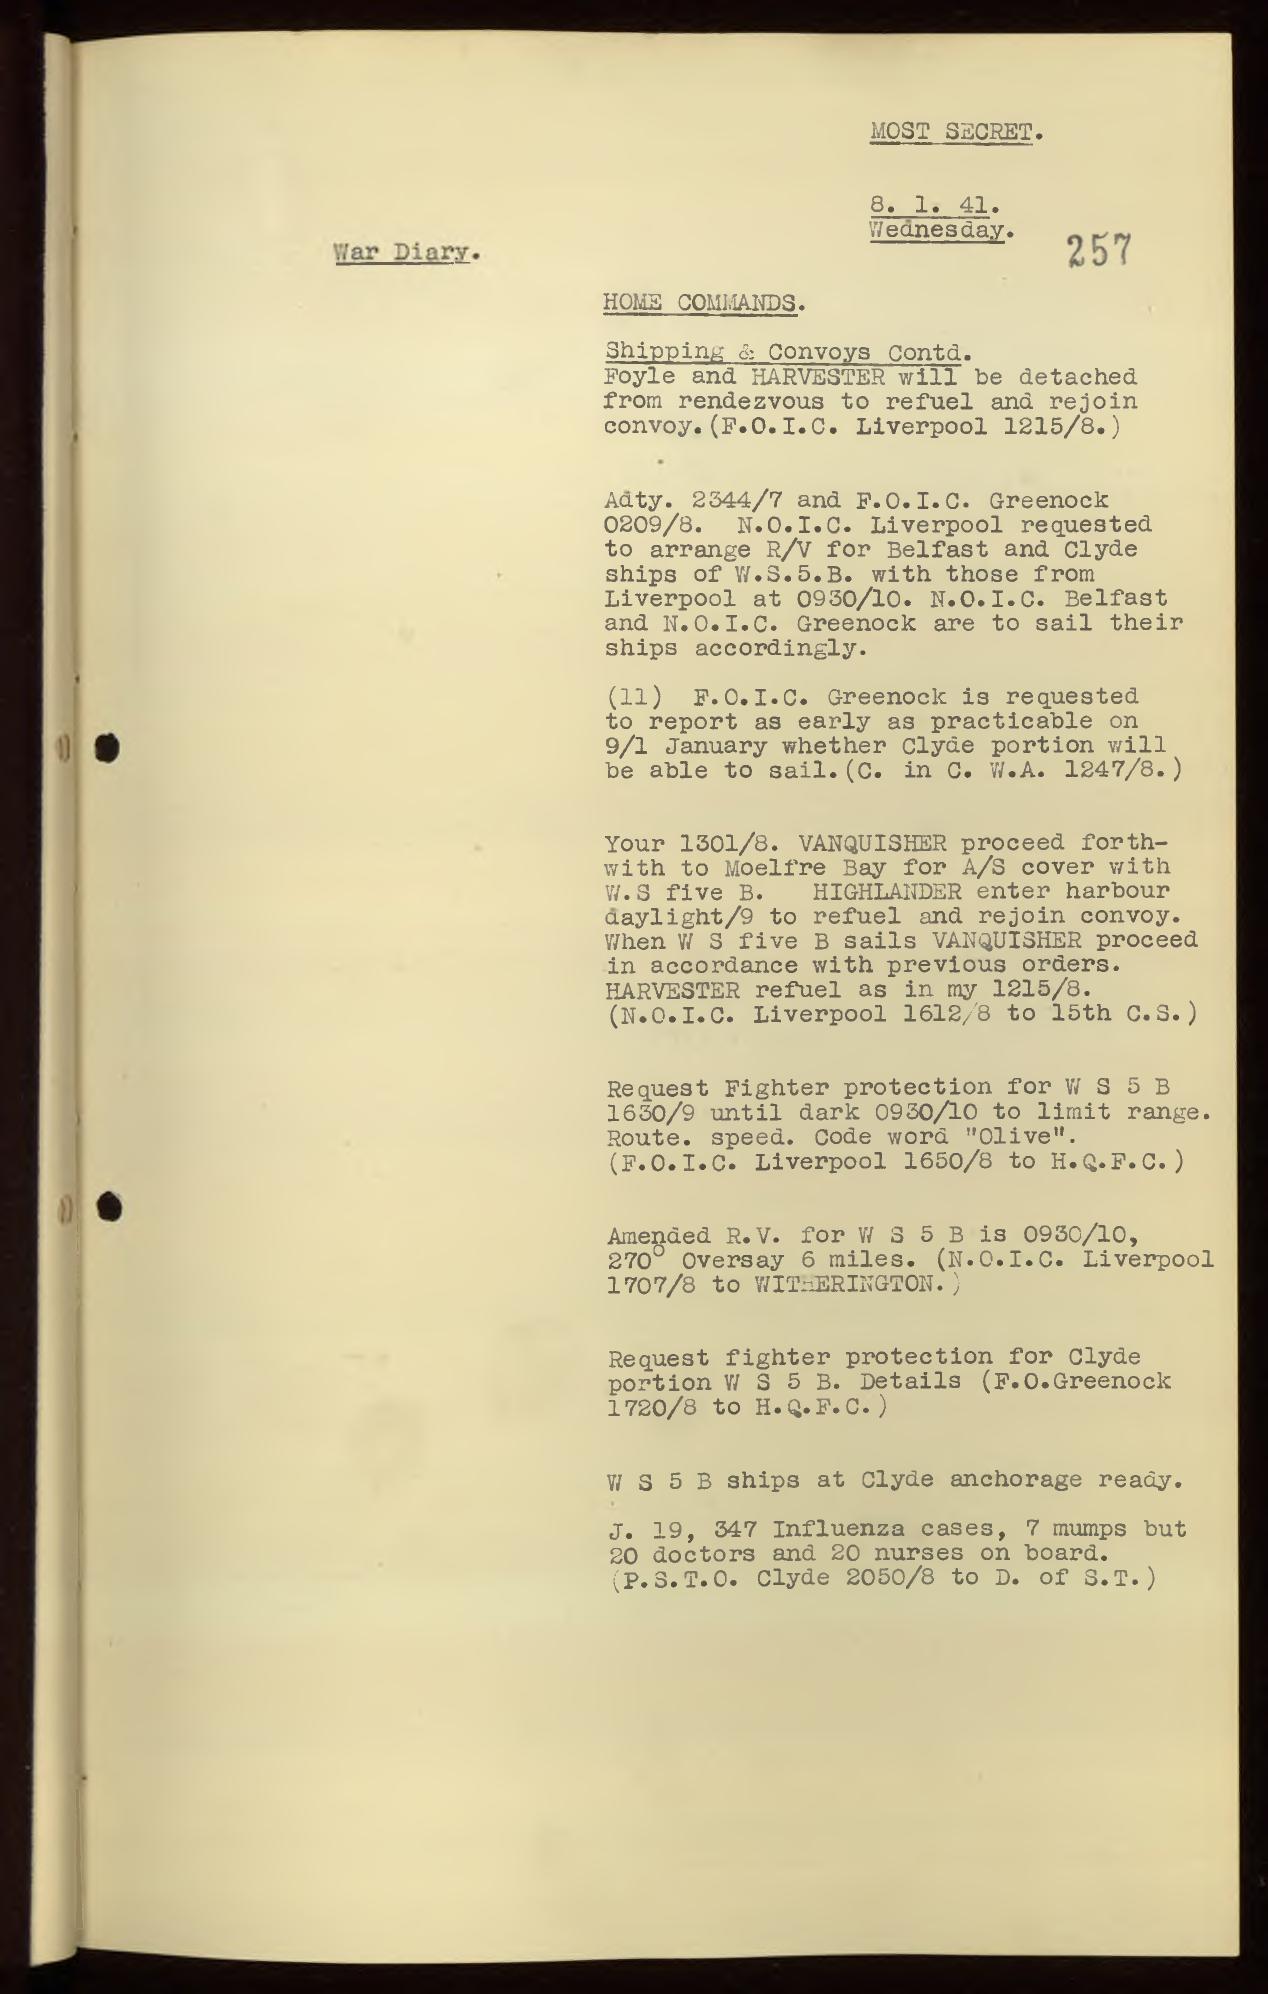 MOST SECRET.
8. 1. 41.
Wednesday.
257
War Diary.
HOME COMMANDS.
Shipping & Convoys Contd.
Foyle and HARVESTER will be detached
from rendezvous to refuel and rejoin
convoy.(F.O.I.C. Liverpool 1215/8.)
Adty. 2344/7 and F.O.I.C. Greenock
0209/8. N.O.I.C. Liverpool requested
to arrange R/V for Belfast and Clyde
ships of W.S.5.B. with those from
Liverpool at 0930/10. N.O.I.C. Belfast
and N.O.I.C. Greenock are to sail their
ships accordingly.
(11) F.O.I.C. Greenock is requested
to report as early as practicable on
9/1 January whether Clyde portion will
be able to sail.(C. in C. W.A. 1247/8.)
Your 1301/8. VANQUISHER proceed forth-
with to Moelfre Bay for A/S cover with
W.S five B. HIGHLANDER enter harbour
daylight/9 to refuel and rejoin convoy.
When W S five B sails VANQUISHER proceed
in accordance with previous orders.
HARVESTER refuel as in my 1215/8.
(N.O.I.C. Liverpool 1612/8 to 15th C.S.)
Request Fighter protection for W S 5 B
1630/9 until dark 0930/10 to limit range.
Route. speed. Code word "Olive".
(F.O.I.C. Liverpool 1650/8 to H.Q.F.C.)
Amended R.V. for W S 5 B is 0930/10,
270° Oversay 6 miles. (N.O.I.C. Liverpool
1707/8 to WITHERINGTON.)
Request fighter protection for Clyde
portion W S 5 B. Details (F.O.Greenock
1720/8 to H.Q.F.C.)
W S 5 B ships at Clyde anchorage ready.
J. 19, 347 Influenza cases, 7 mumps but
20 doctors and 20 nurses on board.
(P.S.T.O. Clyde 2050/8 to D. of S.T.)